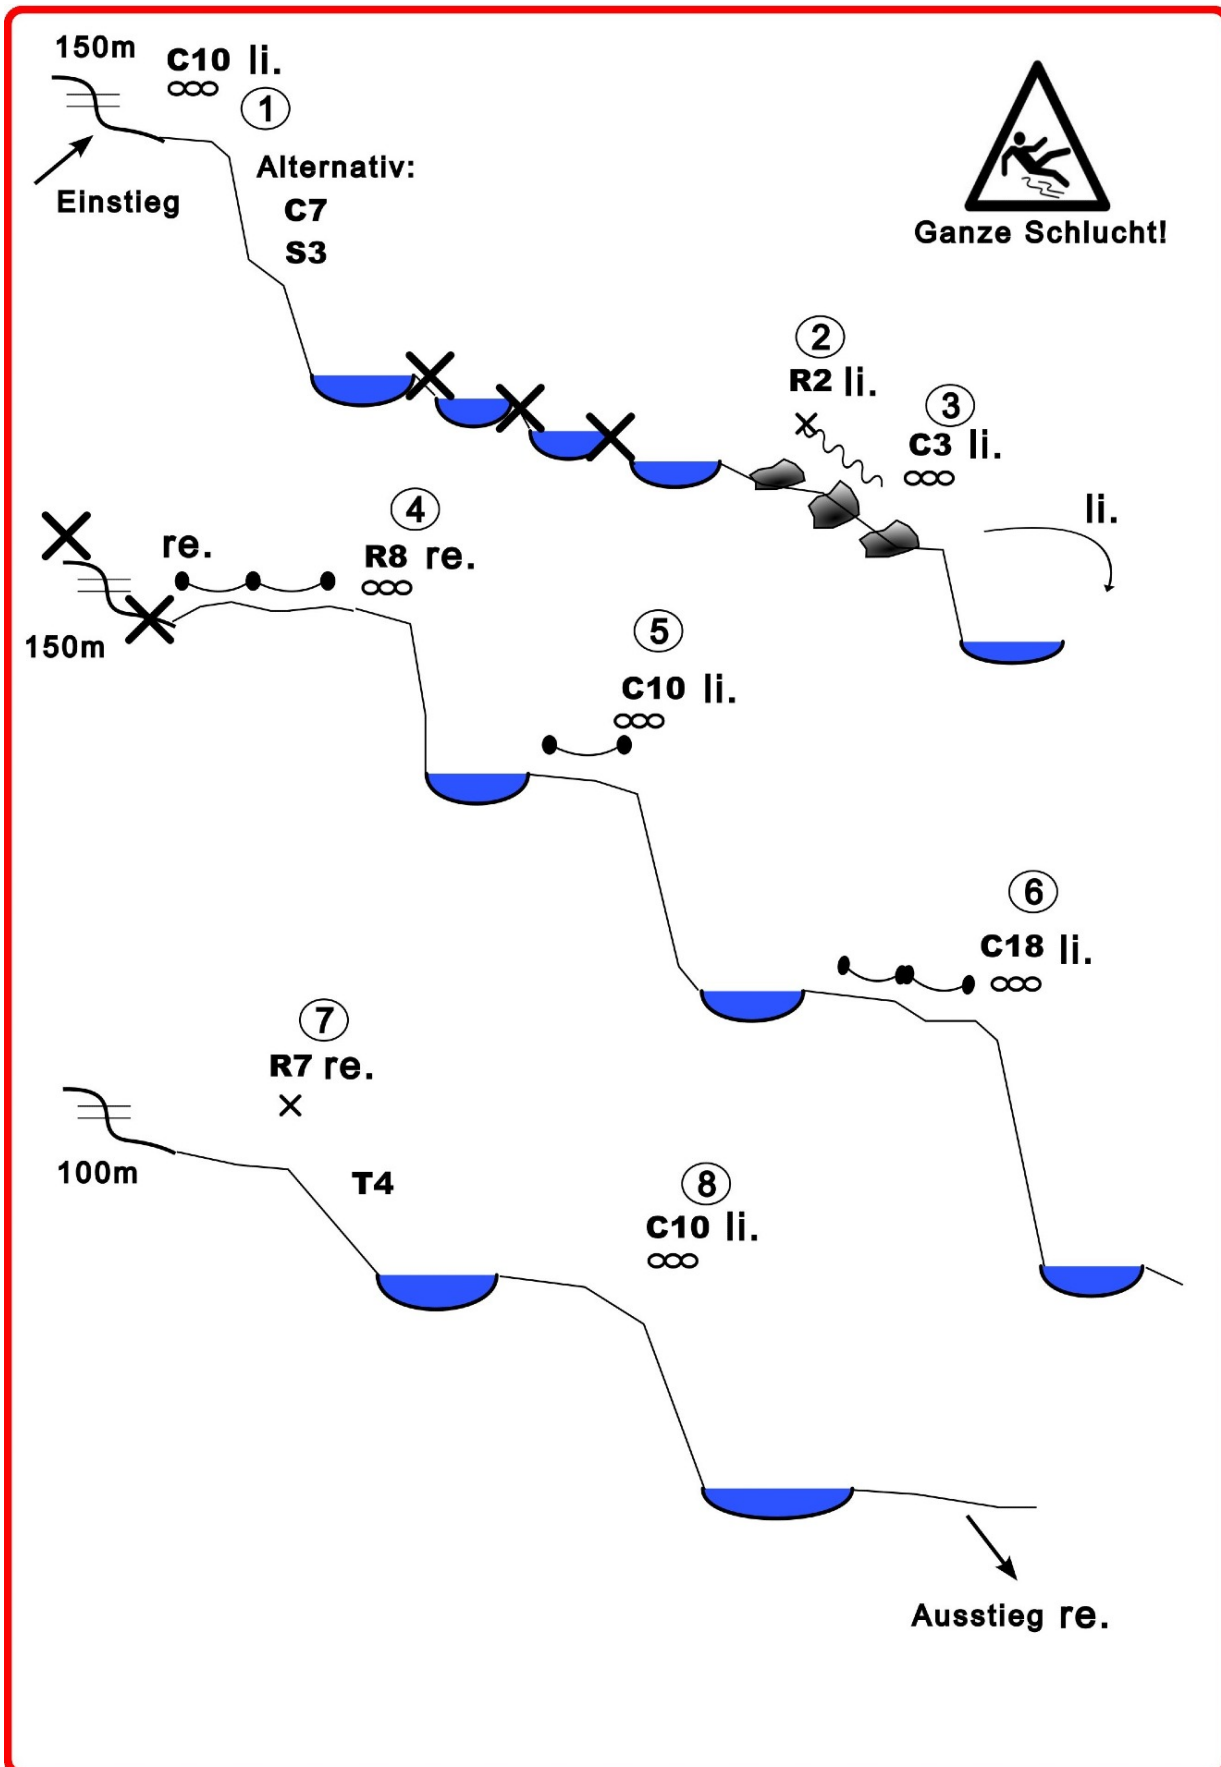 150m
C10 li.
1
Einstieg
Alternativ:
C7
S3
Ganze Schlucht!
2
R2 li.
3
C3 li.
li.
150m
re.
4
R8 re.
5
C10 li.
6
C18 li.
7
R7 re.
100m
T4
8
C10 li.
Ausstieg re.